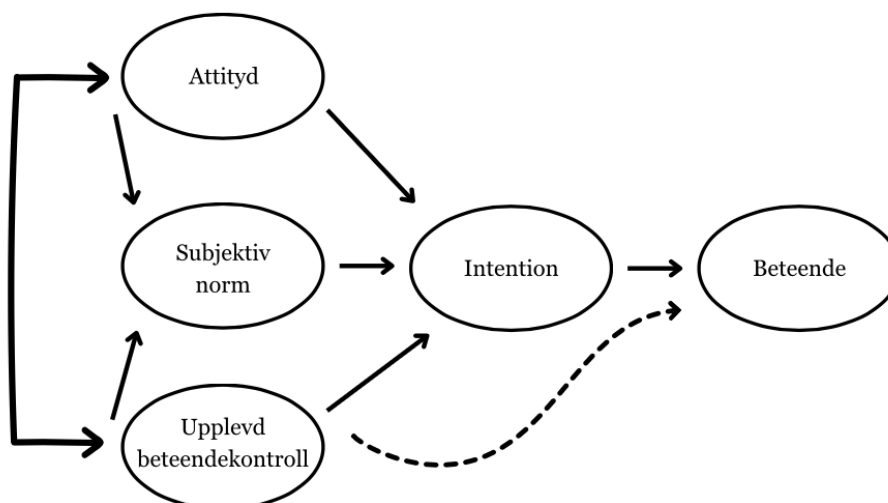 Attityd
Subjektiv
norm
Intention
Beteende
Upplevd
beteendekontroll